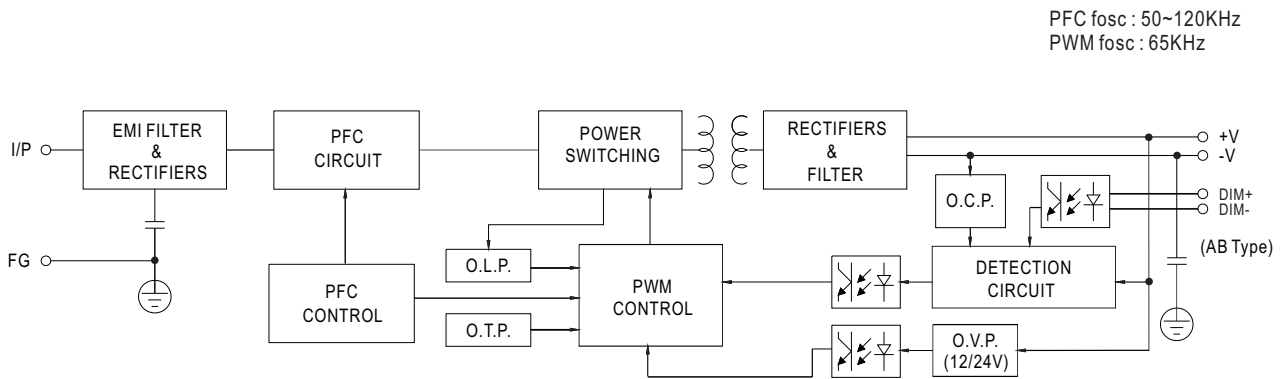 PFC fosc : 50~120KHz
PWM fosc : 65KHz
I/P
EMI FILTER
&
RECTIFIERS
PFC
CIRCUIT
POWER
SWITCHING
RECTIFIERS
&
FILTER
+V
-V
DIM+
DIM-
(AB Type)
O.C.P.
FG
O.L.P.
PFC
CONTROL
O.T.P.
PWM
CONTROL
DETECTION
CIRCUIT
O.V.P.
(12/24V)